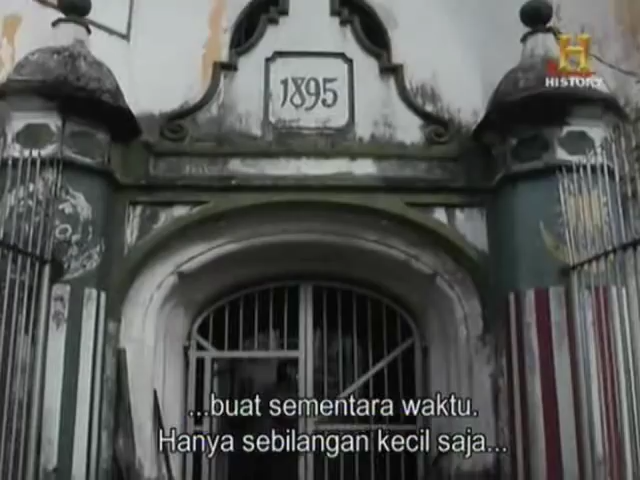 1895
H
HISTORY
...buat sementara waktu.
Hanya sebilangan kecil saja...